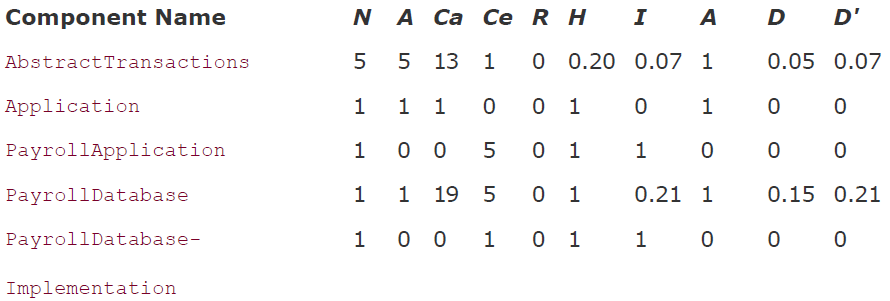 Component Name N A Ca Ce R H I A D D'
AbstractTransactions 5 5 13 1 0 0.20 0.07 1 0.05 0.07
Application 1 1 1 0 0 1 0 1 0 0
PayrollApplication 1 0 0 5 0 1 1 0 0 0
PayrollDatabase 1 1 19 5 0 1 0.21 1 0.15 0.21
PayrollDatabase- 1 0 0 1 0 1 1 0 0 0
Implementation